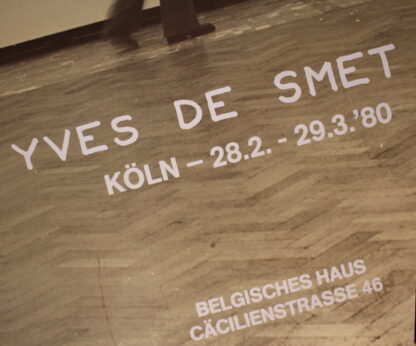 YVES DE SMET
KÖLN – 28.2. - 29.3.'80
BELGISCHES HAUS
CÄCILIENSTRASSE 46